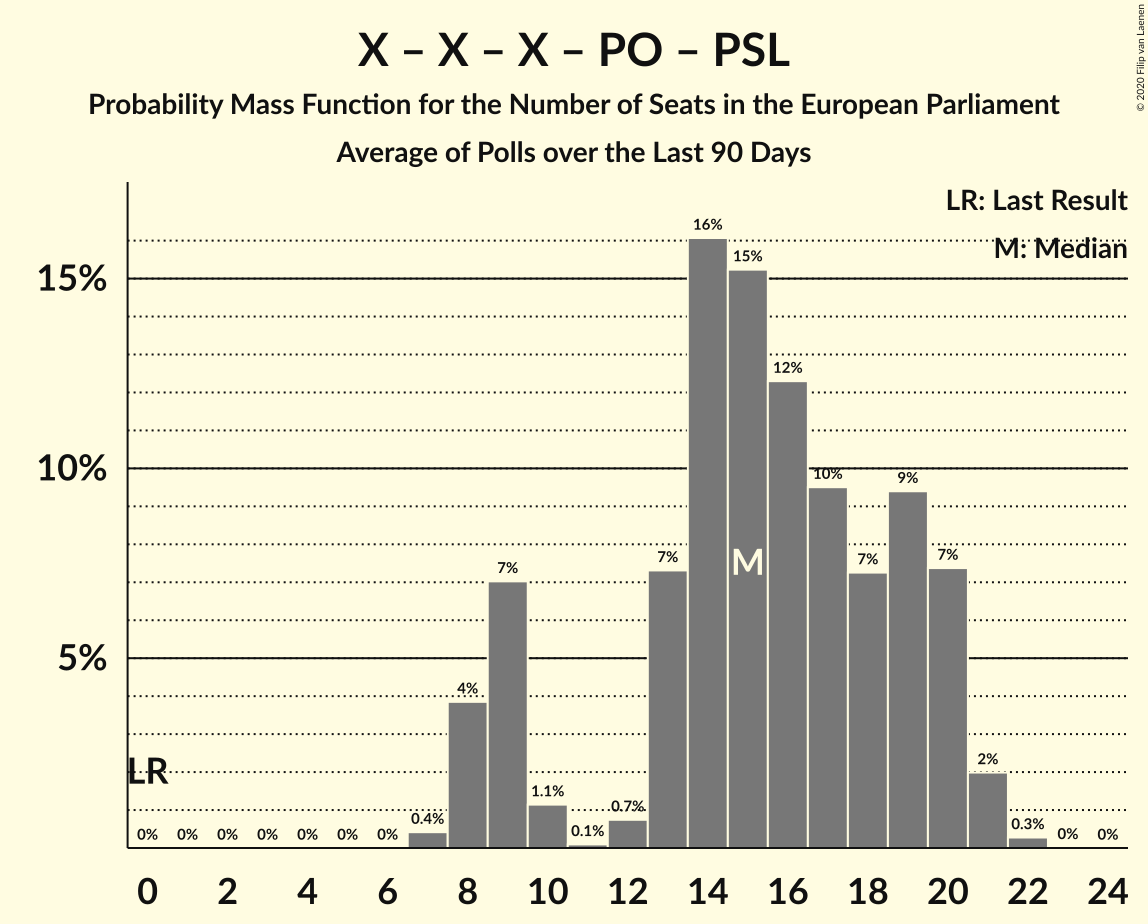 X – X – X – PO – PSL
Probability Mass Function for the Number of Seats in the European Parliament
Average of Polls over the Last 90 Days
© 2020 Filip van Laenen
LR: Last Result
M: Median
15%
10%
5%
0% 0% 0% 0% 0% 0% 0% 0.4% 4% 7% 1.1% 0.1% 0.7% 7% 16% 15% 12% 10% 7% 9% 7% 2% 0.3% 0% 0%
M
LR
0 2 4 6 8 10 12 14 16 18 20 22 24